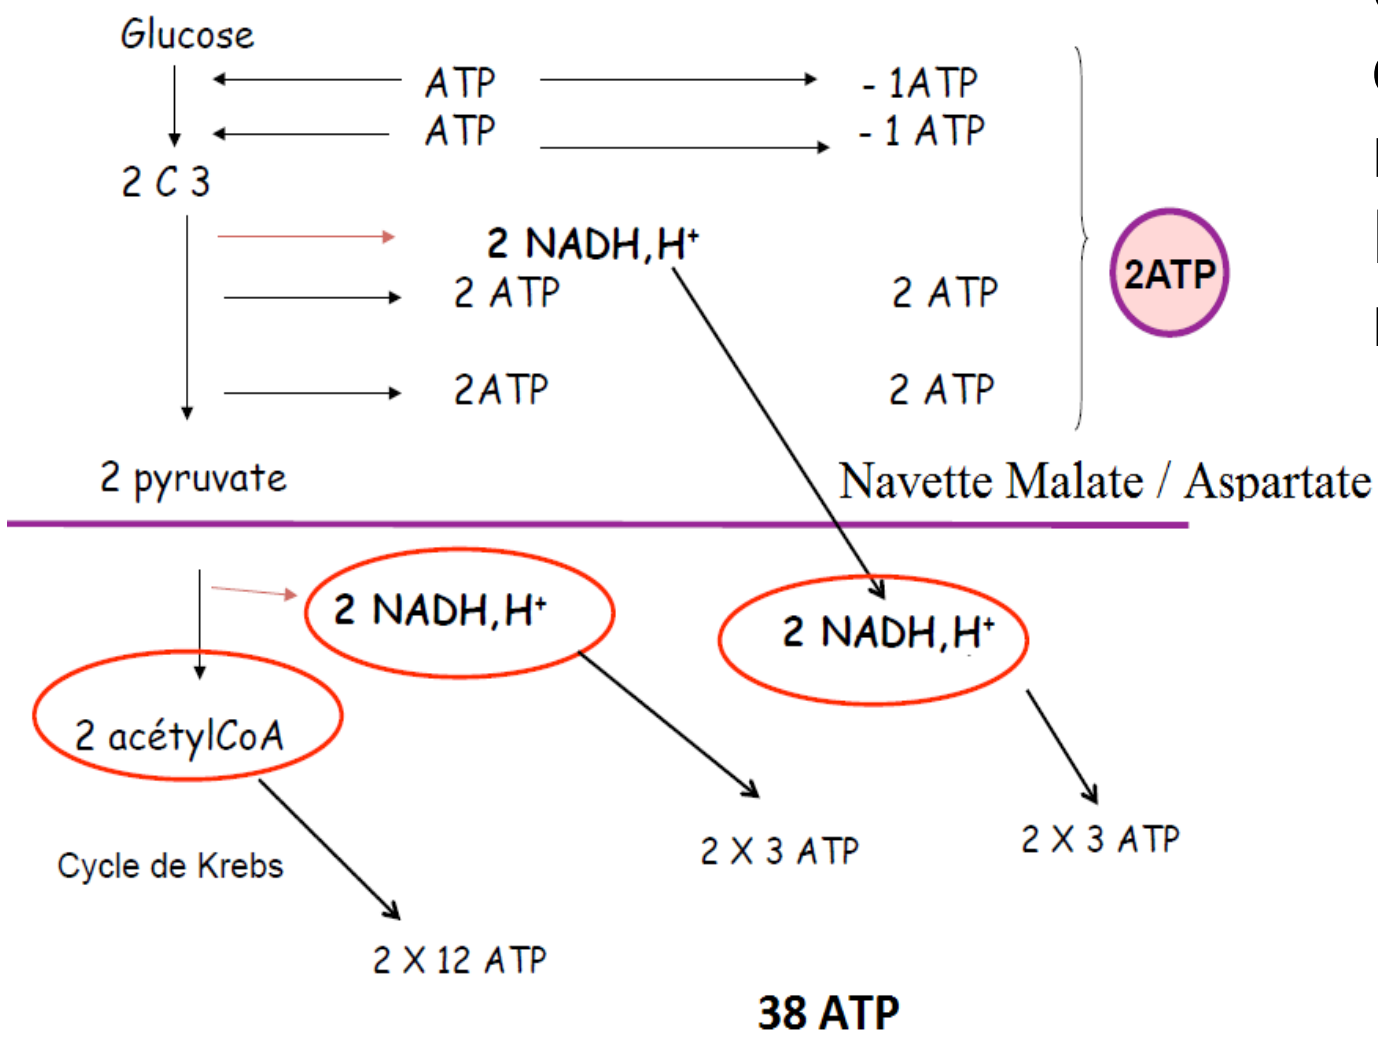 Glucose
ATP - 1ATP
ATP - 1 ATP
2 C 3
2 NADH,H+
2 ATP 2 ATP
2ATP
2ATP 2 ATP
2 pyruvate
Navette Malate / Aspartate
2 NADH,H+
2 NADH,H+
2 acétylCoA
2 X 3 ATP
2 X 3 ATP
Cycle de Krebs
2 X 12 ATP
38 ATP